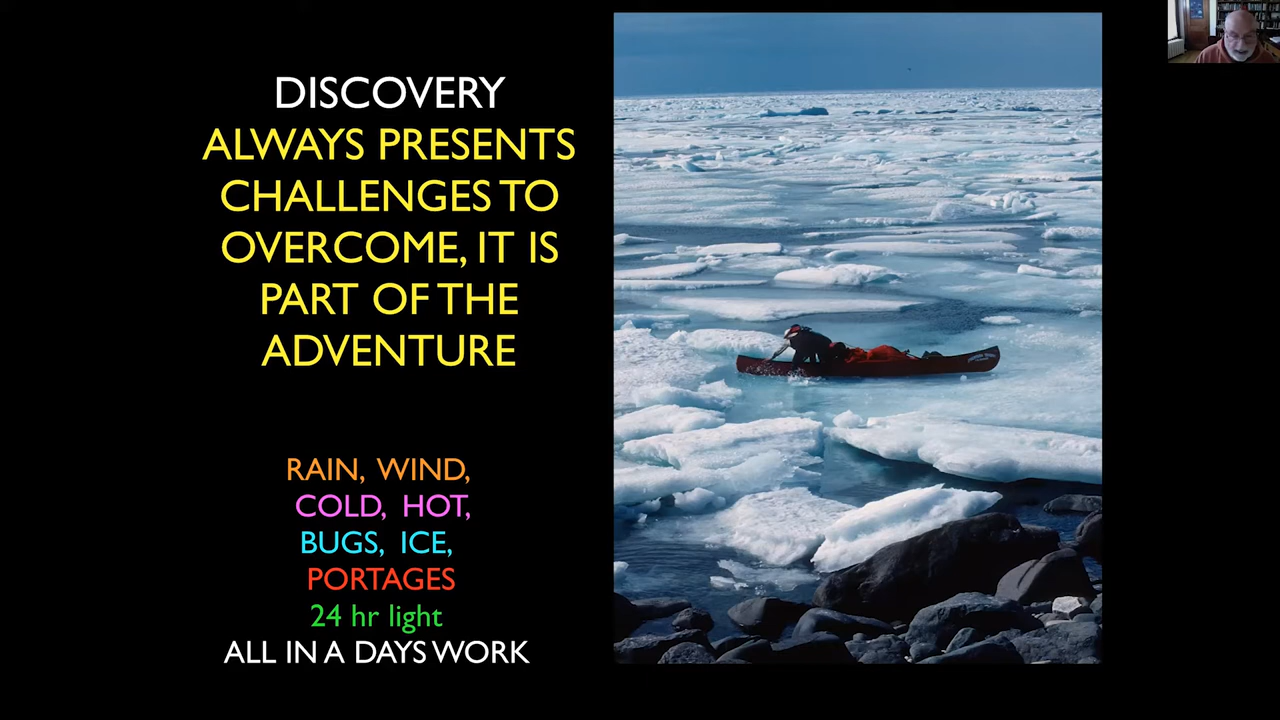 DISCOVERY
ALWAYS PRESENTS
CHALLENGES TO
OVERCOME, IT IS
PART OF THE
ADVENTURE
RAIN, WIND,
COLD, HOT,
BUGS, ICE,
PORTAGES
24 hr light
ALL IN A DAYS WORK